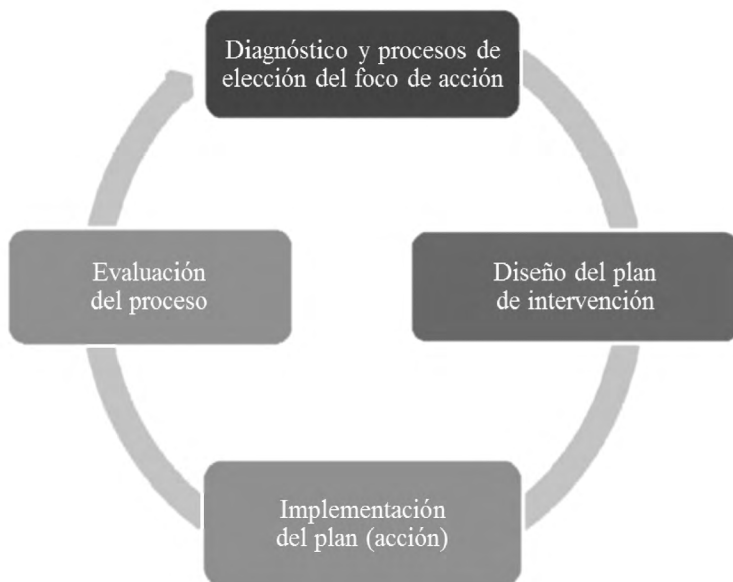 Diagnóstico y procesos de
elección del foco de acción
Diseño del plan
de intervención
Implementación
del plan (acción)
Evaluación
del proceso